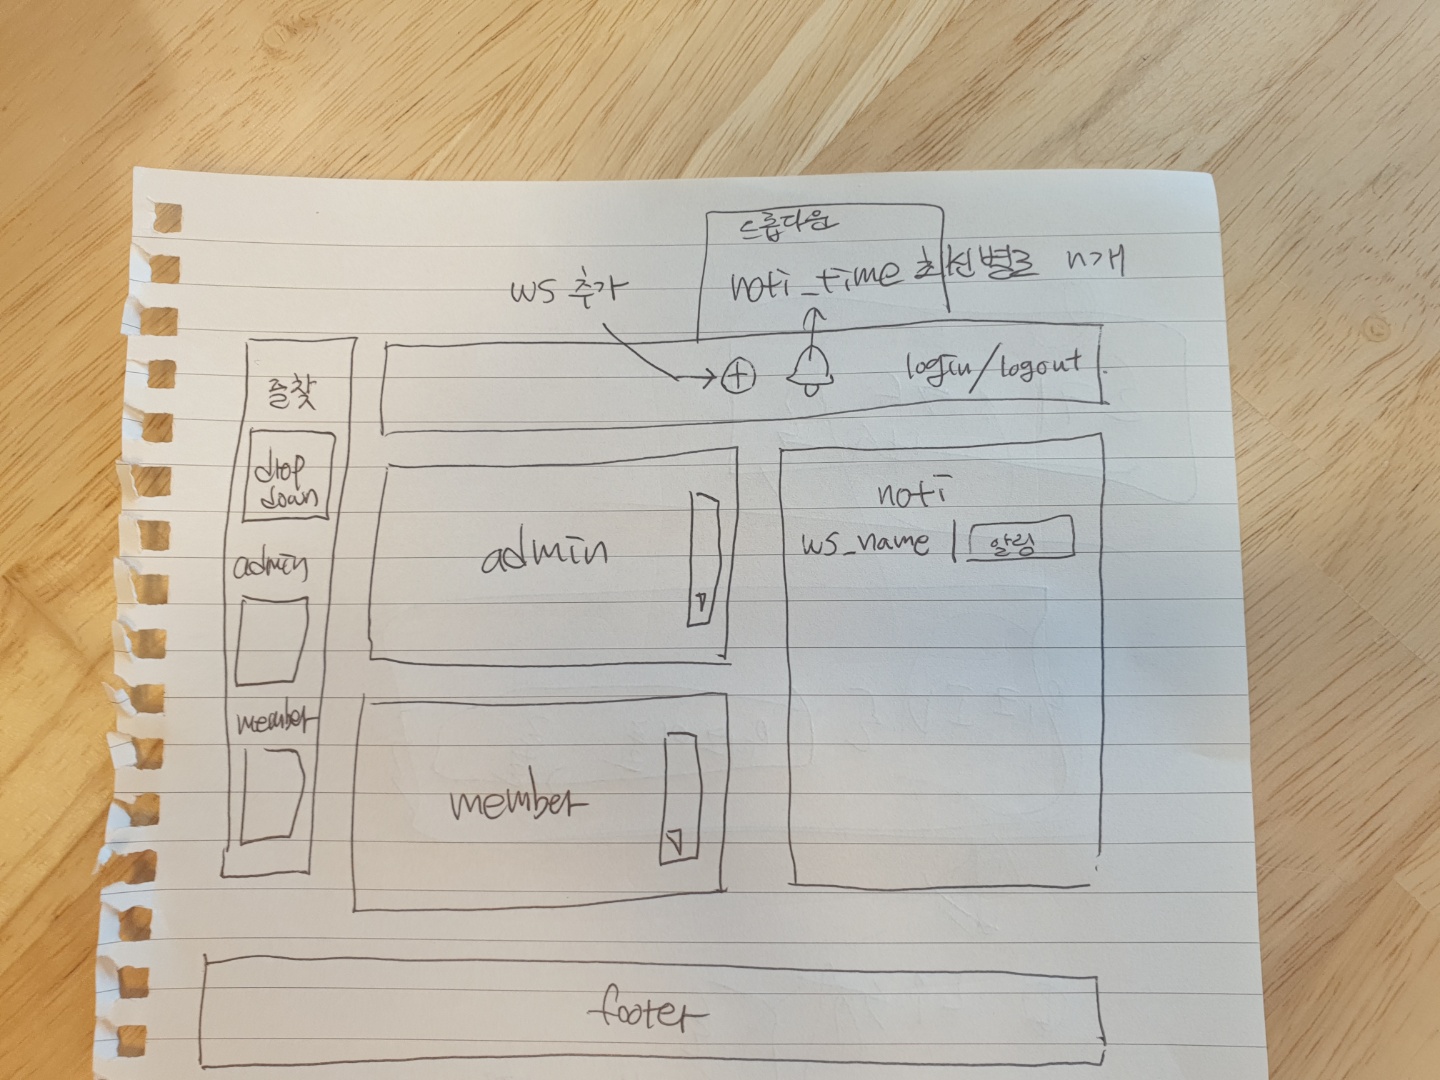 드롭다운
noti_time 최신별로 n개
ws 추가
login/logout
즐찾
drop
down
admin
member
admin
member
noti
ws_name | 알림
footer